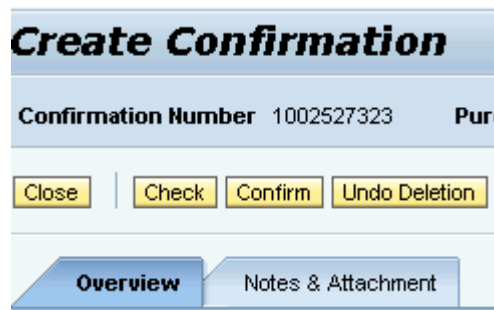 Create Confirmation
Confirmation Number 1002527323
Close Check Confirm Undo Deletion
Overview Notes & Attachment